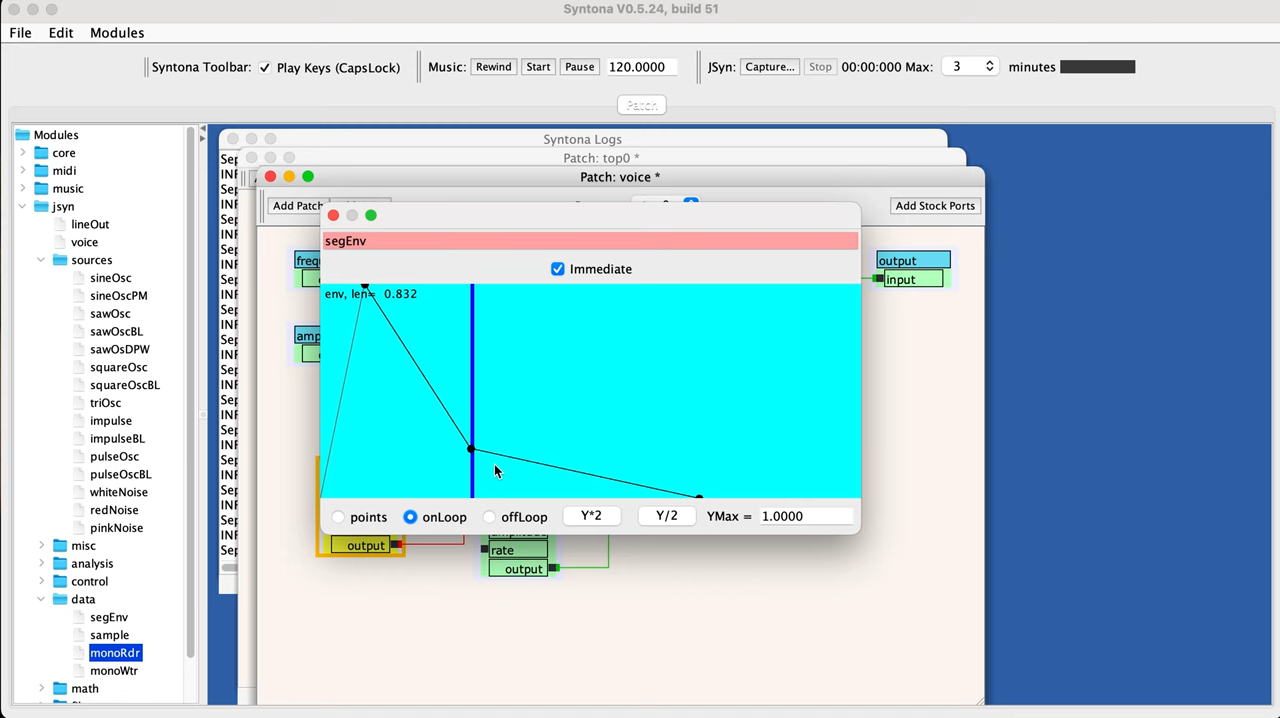 Syntona V0.5.24, build 51
File Edit Modules
Syntona Toolbar: Play Keys (CapsLock) Music: Rewind Start Pause 120.0000 JSyn: Capture... Stop 00:00:000 Max: 3 minutes
Patch
Modules
core
midi
music
jsyn
lineOut
voice
sources
sineOsc
sineOscPM
sawOsc
sawOscBL
sawOsDPW
squareOsc
squareOscBL
triOsc
impulse
impulseBL
pulseOsc
pulseOscBL
whiteNoise
redNoise
pinkNoise
misc
analysis
control
data
segEnv
sample
monoRdr
monoWtr
math
Syntona Logs
Patch: top0 *
Patch: voice *
Add Patch
Add Stock Ports
output
input
segEnv
Immediate
env, len= 0.832
points onLoop offLoop Y*2 Y/2 YMax = 1.0000
output
rate
output